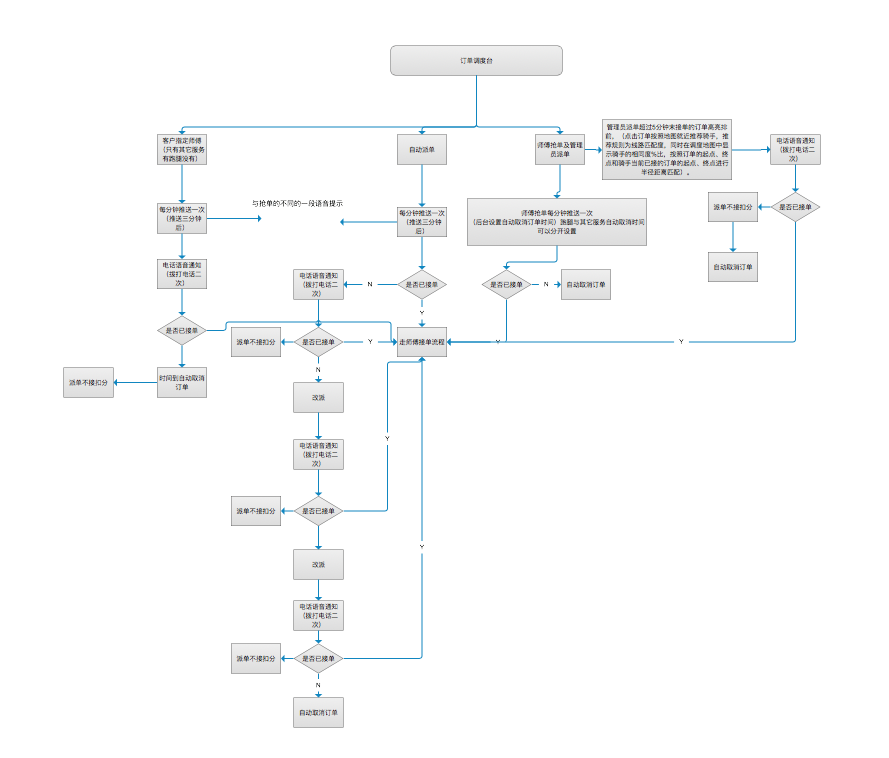 订单调度台
客户指定师傅
(只有其它服务
有跑腿没有)
自动派单
师傅抢单及管理
员派单
管理员派单超过5分钟未接单的订单高亮排
前，（点击订单按照地图就近推荐骑手，推
荐规则为线路匹配度，同时在调度地图中显
示骑手的相同度%比，按照订单的起点、终
点和骑手当前已接的订单的起点、终点进行
半径距离匹配）。
电话语音通知
(拨打电话二
次)
每分钟推送一次
(推送三分钟
后)
与抢单的不同的一段语音提示
每分钟推送一次
(推送三分钟
后)
师傅抢单每分钟推送一次
(后台设置自动取消订单时间)跑腿与其它服务自动取消时间
可以分开设置
派单不接扣分
是否已接单
自动取消订单
电话语音通知
(拨打电话二
次)
电话语音通知
(拨打电话二
次)
N
是否已接单
是否已接单
N
自动取消订单
Y
是否已接单
派单不接扣分
是否已接单
Y
走师傅接单流程
Y
Y
N
派单不接扣分
时间到自动取消
订单
改派
Y
电话语音通知
(拨打电话二
次)
派单不接扣分
是否已接单
Y
改派
电话语音通知
(拨打电话二
次)
派单不接扣分
是否已接单
N
自动取消订单